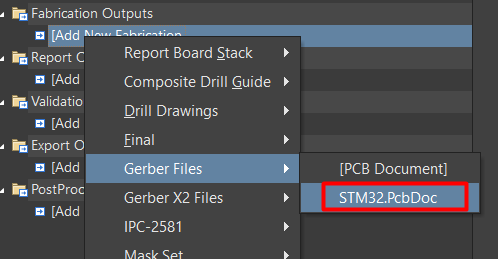 Fabrication Outputs
[Add New Fabrication
Report O
[Add
Validatio
[Add
Export O
[Add
PostProc
[Add
Report Board Stack
Composite Drill Guide
Drill Drawings
Final
Gerber Files
Gerber X2 Files
IPC-2581
Mask Set
[PCB Document]
STM32.PcbDoc